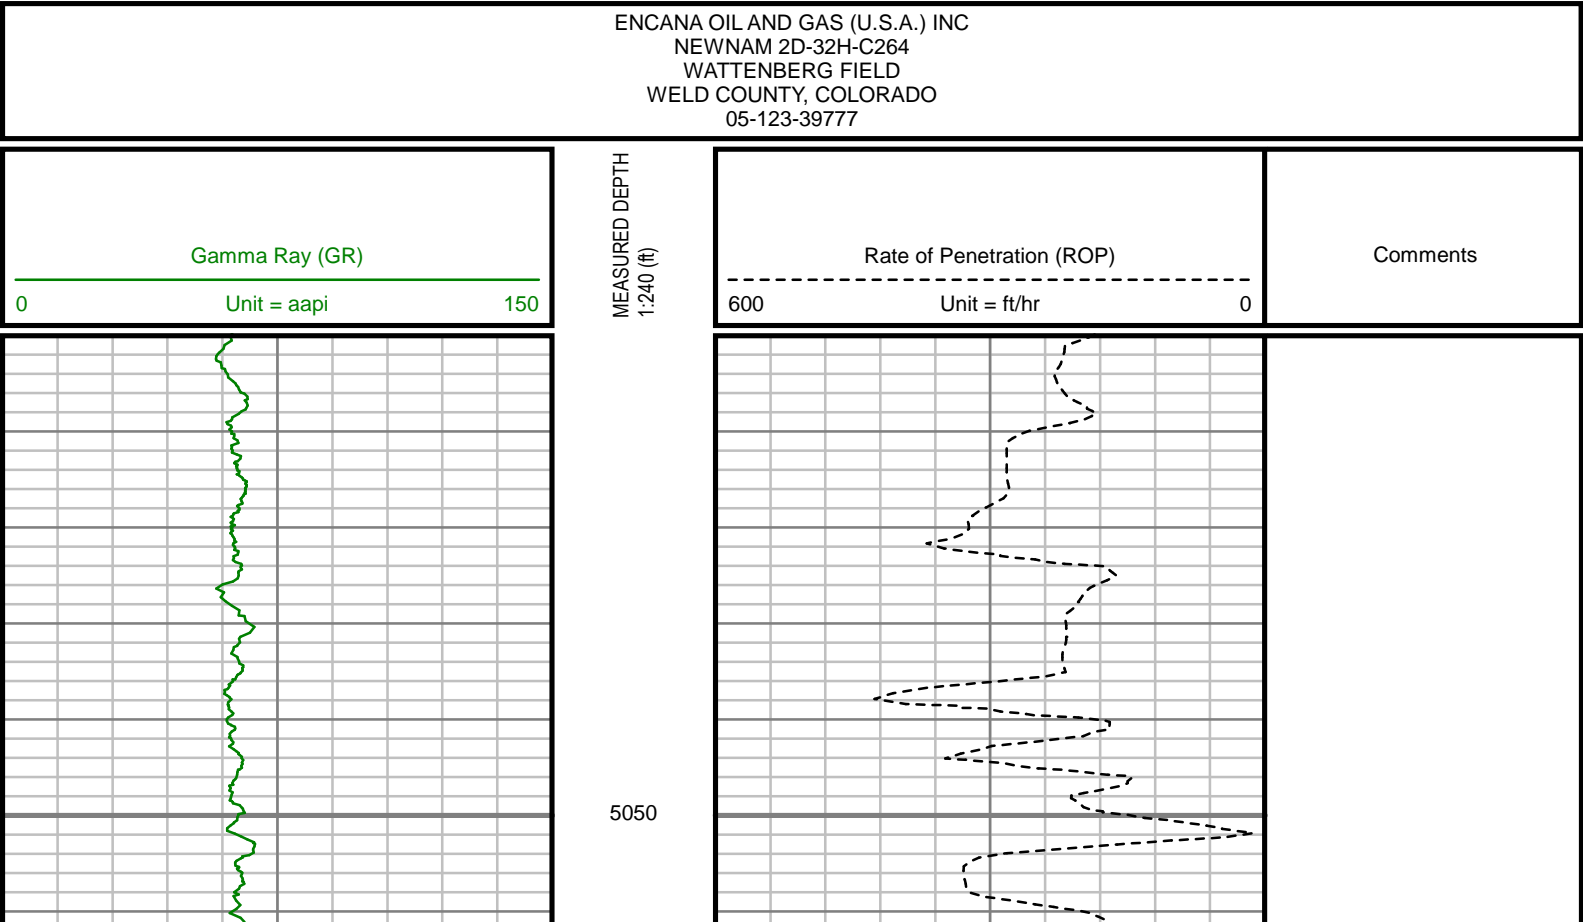 ENCANA OIL AND GAS (U.S.A.) INC
NEWNAM 2D-32H-C264
WATTENBERG FIELD
WELD COUNTY, COLORADO
05-123-39777
Gamma Ray (GR)
0 Unit = aapi 150
MEASURED DEPTH
1:240 (ft)
Rate of Penetration (ROP)
600 Unit = ft/hr 0
Comments
5050